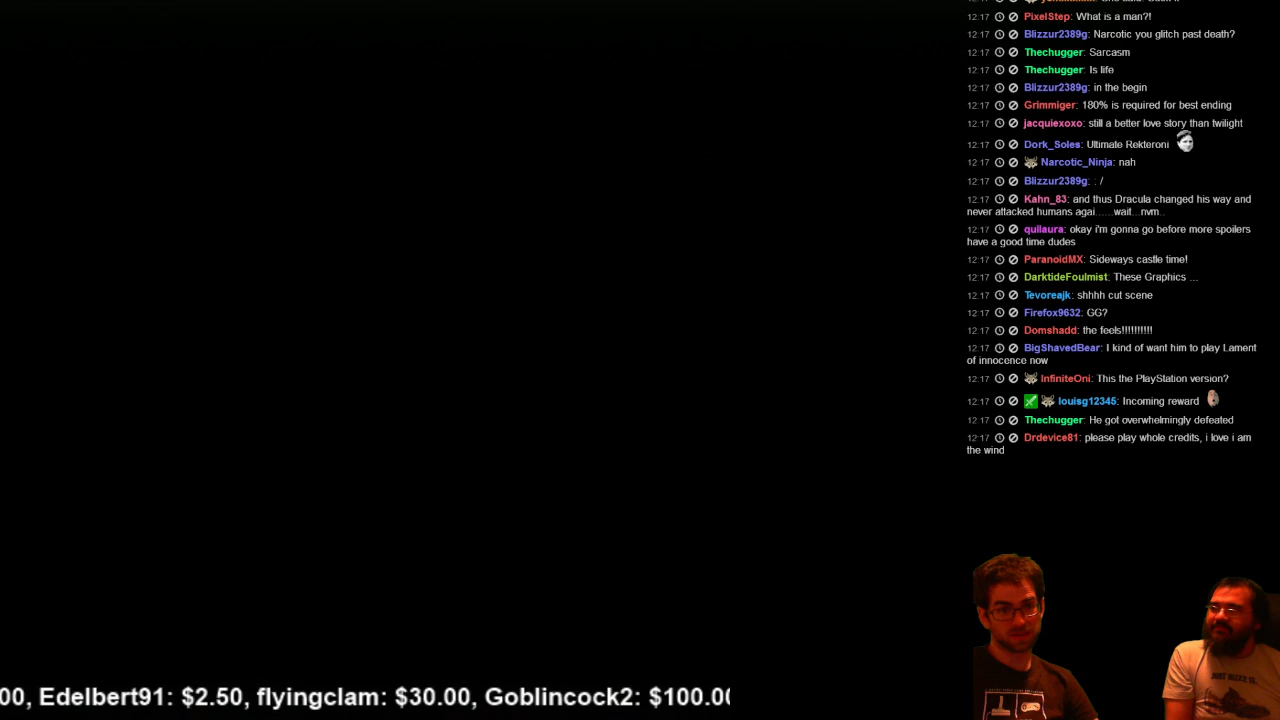 12:17 PixelStep: What is a man?!
12:17 Blizzur2389g: Narcotic you glitch past death?
12:17 Thechugger: Sarcasm
12:17 Thechugger: Is life
12:17 Blizzur2389g: in the begin
12:17 Grimmiger: 180% is required for best ending
12:17 jacquiexoxo: still a better love story than twilight
12:17 Dork_Soles: Ultimate Rekteroni
12:17 Narcotic_Ninja: nah
12:17 Blizzur2389g: : /
12:17 Kahn_83: and thus Dracula changed his way and
never attacked humans agai......wait...nvm..
12:17 quilaura: okay i'm gonna go before more spoilers
have a good time dudes
12:17 ParanoidMX: Sideways castle time!
12:17 DarktideFoulmist: These Graphics ...
12:17 Tevoreajk: shhhh cut scene
12:17 Firefox9632: GG?
12:17 Domshadd: the feels!!!!!!!!!!
12:17 BigShavedBear: I kind of want him to play Lament
of innocence now
12:17 InfiniteOni: This the PlayStation version?
12:17 louisg12345: Incoming reward
12:17 Thechugger: He got overwhelmingly defeated
12:17 Drdevice81: please play whole credits, i love i am
the wind
JUST BLIZE IS.
00, Edelbert91: $2.50, flyingclam: $30.00, Goblincock2: $100.00